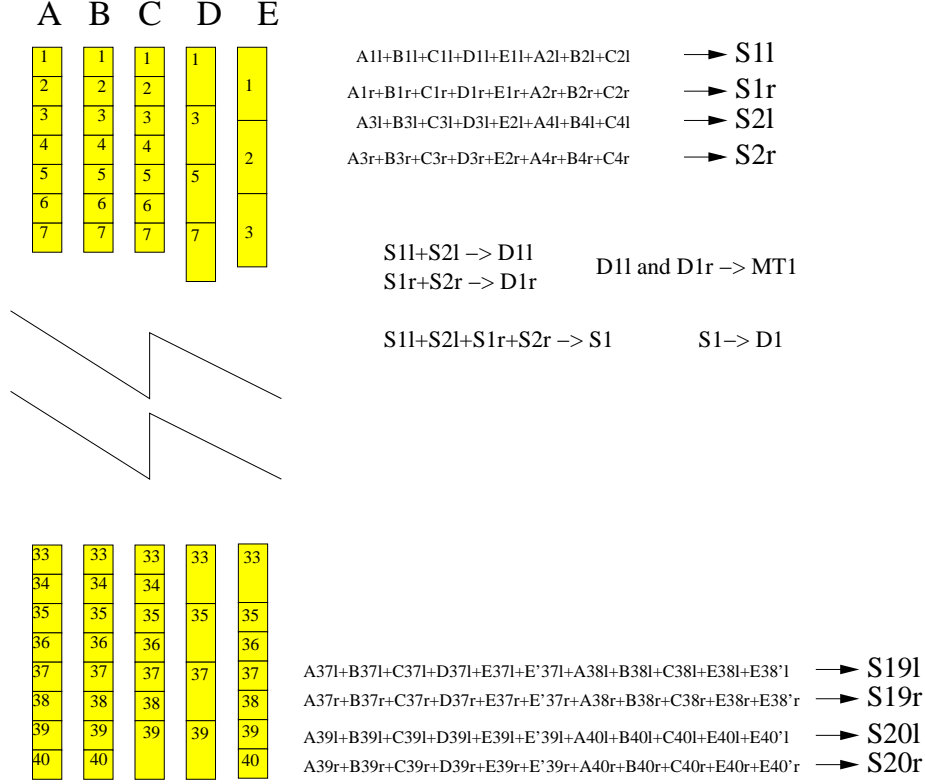 A B C D E
1 1 1 1 1
2 2 2
3 3 3 3
4 4 4 2
5 5 5 5
6 6 6
7 7 7 7 3
A1l+B1l+C1l+D1l+E1l+A2l+B2l+C2l S1l
A1r+B1r+C1r+D1r+E1r+A2r+B2r+C2r S1r
A3l+B3l+C3l+D3l+E2l+A4l+B4l+C4l S2l
A3r+B3r+C3r+D3r+E2r+A4r+B4r+C4r S2r
S1l+S2l –> D1l
S1r+S2r –> D1r
D1l and D1r –> MT1
S1l+S2l+S1r+S2r –> S1 S1–> D1
33 33 33 33 33
34 34 34
35 35 35 35 35
36 36 36 36
37 37 37 37 37
38 38 38 38
39 39 39 39 39
40 40 40
A37l+B37l+C37l+D37l+E37l+E'37l+A38l+B38l+C38l+E38l+E38'l S19l
A37r+B37r+C37r+D37r+E37r+E'37r+A38r+B38r+C38r+E38r+E38'r S19r
A39l+B39l+C39l+D39l+E39l+E'39l+A40l+B40l+C40l+E40l+E40'l S20l
A39r+B39r+C39r+D39r+E39r+E'39r+A40r+B40r+C40r+E40r+E40'r S20r